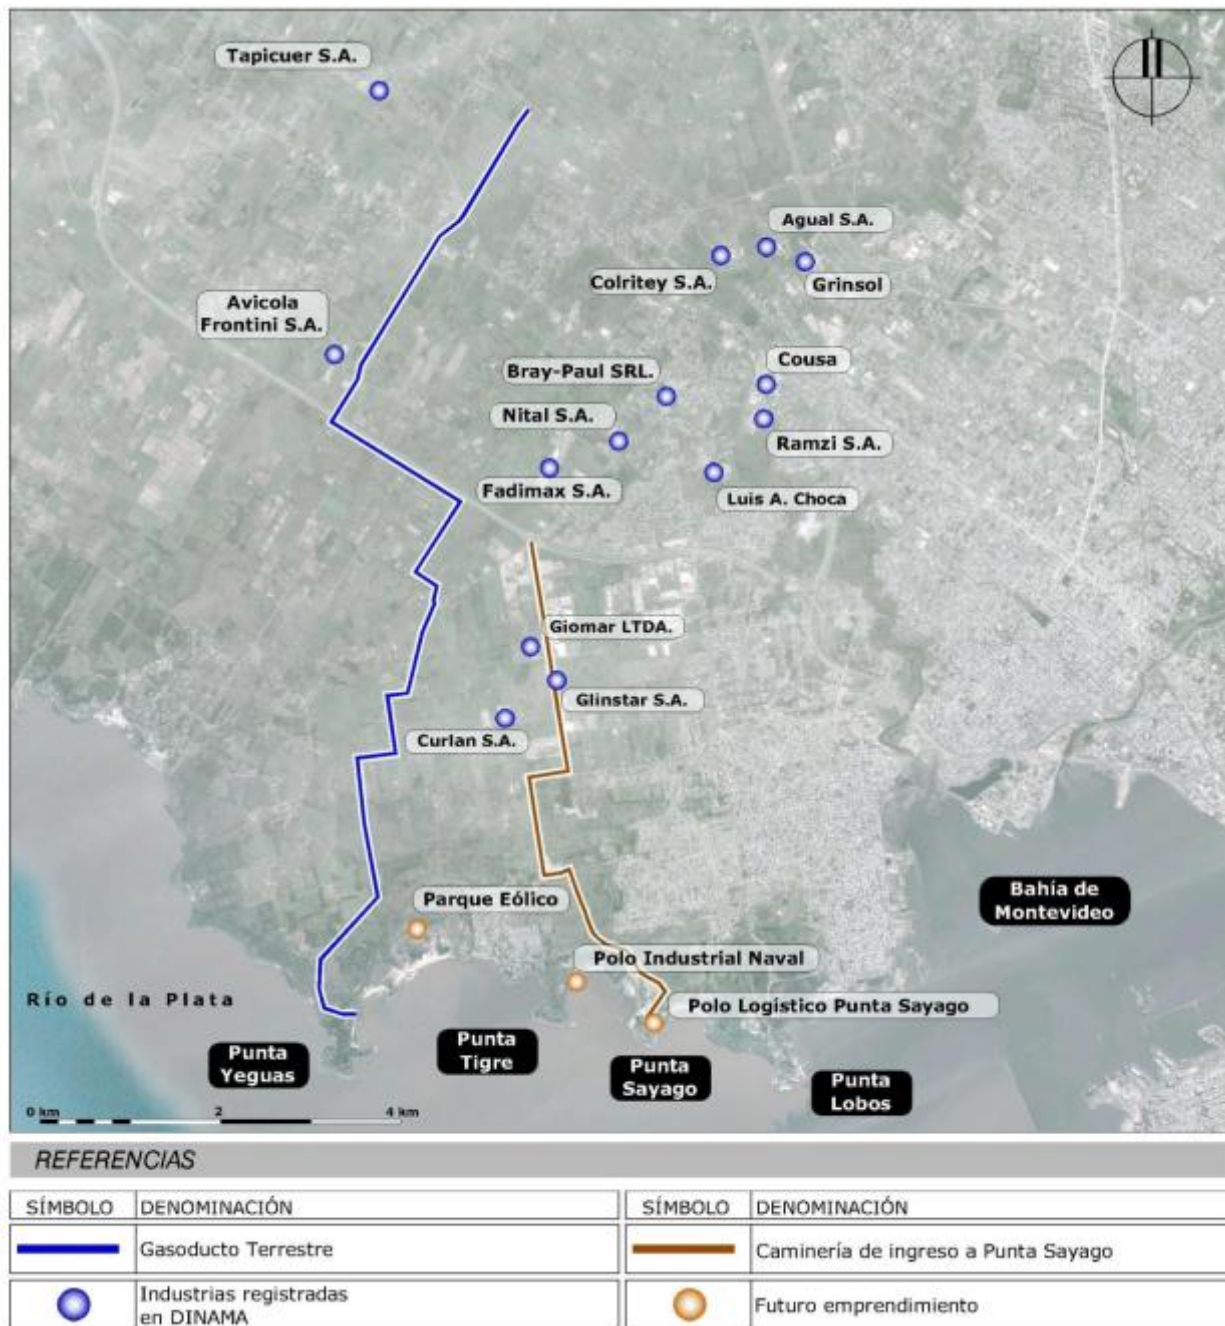 Tapicuer S.A.
Agual S.A.
Colritey S.A.
Grinsol
Avicola
Frontini S.A.
Cousa
Bray-Paul SRL.
Nital S.A.
Ramzi S.A.
Fadimax S.A.
Luis A. Choca
Giomar LTDA.
Glinstar S.A.
Curlan S.A.
Parque Eólico
Bahía de
Montevideo
Polo Industrial Naval
Río de la Plata
Polo Logístico Punta Sayago
Punta
Yeguas
Punta
Tigre
Punta
Sayago
Punta
Lobos
0 km 2 4 km
REFERENCIAS
SÍMBOLO DENOMINACIÓN SÍMBOLO DENOMINACIÓN
Gasoducto Terrestre Caminería de ingreso a Punta Sayago
Industrias registradas
en DINAMA
Futuro emprendimiento